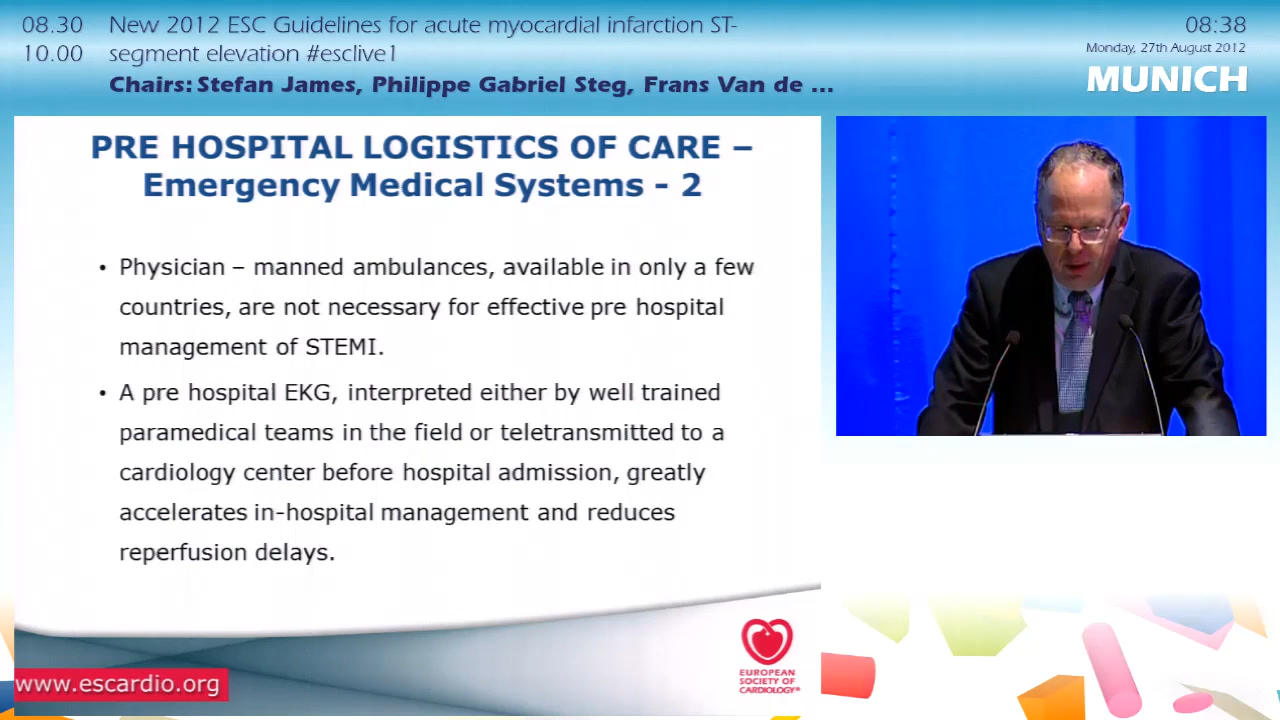 08.30
10.00
New 2012 ESC Guidelines for acute myocardial infarction ST-
segment elevation #esclive1
Chairs: Stefan James, Philippe Gabriel Steg, Frans Van de ...
08:38
Monday, 27th August 2012
MUNICH
PRE HOSPITAL LOGISTICS OF CARE –
Emergency Medical Systems - 2
• Physician – manned ambulances, available in only a few
countries, are not necessary for effective pre hospital
management of STEMI.
• A pre hospital EKG, interpreted either by well trained
paramedical teams in the field or teletransmitted to a
cardiology center before hospital admission, greatly
accelerates in-hospital management and reduces
reperfusion delays.
www.escardio.org
EUROPEAN
SOCIETY OF
CARDIOLOGY®